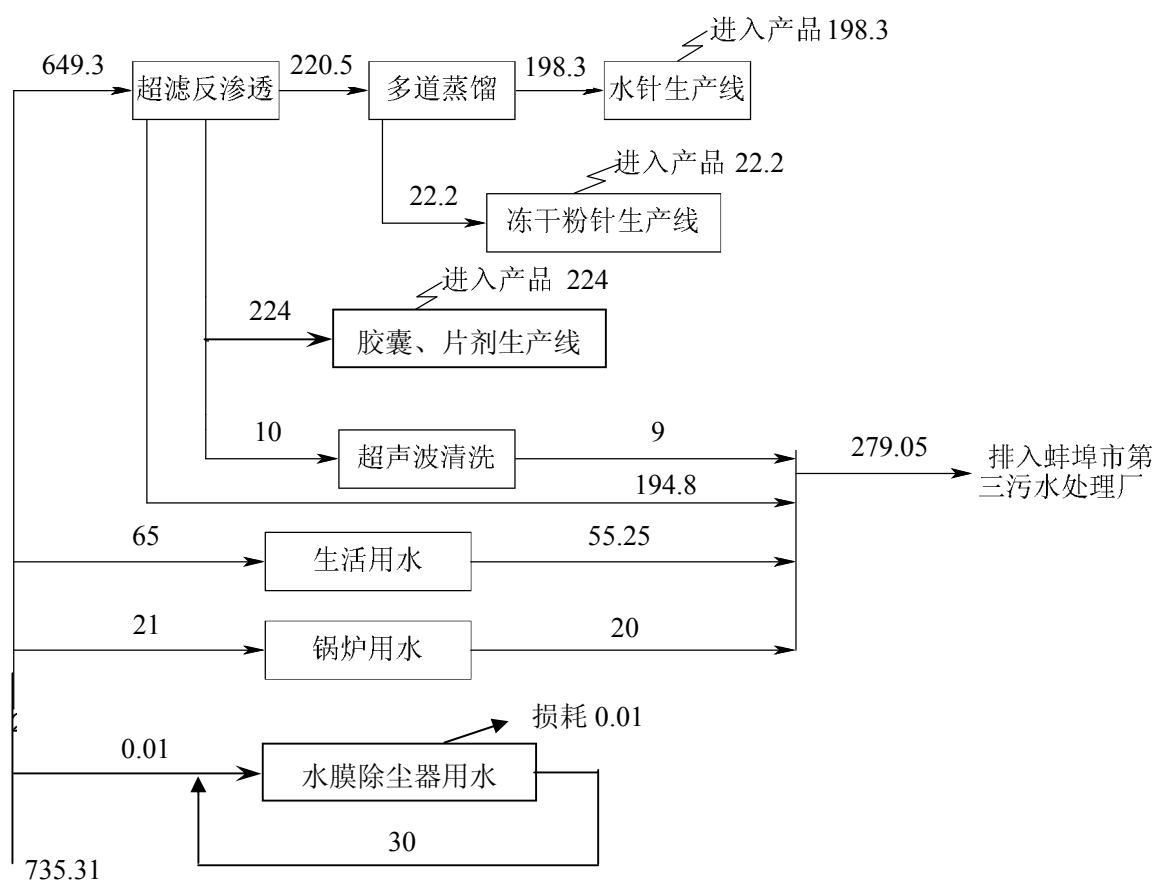 进入产品 198.3
649.3
超滤反渗透
220.5
多道蒸馏
198.3
水针生产线
进入产品 22.2
22.2
冻干粉针生产线
进入产品 224
224
胶囊、片剂生产线
10
超声波清洗
9
279.05
排入蚌埠市第
三污水处理厂
194.8
65
生活用水
55.25
21
锅炉用水
20
损耗 0.01
0.01
水膜除尘器用水
30
735.31